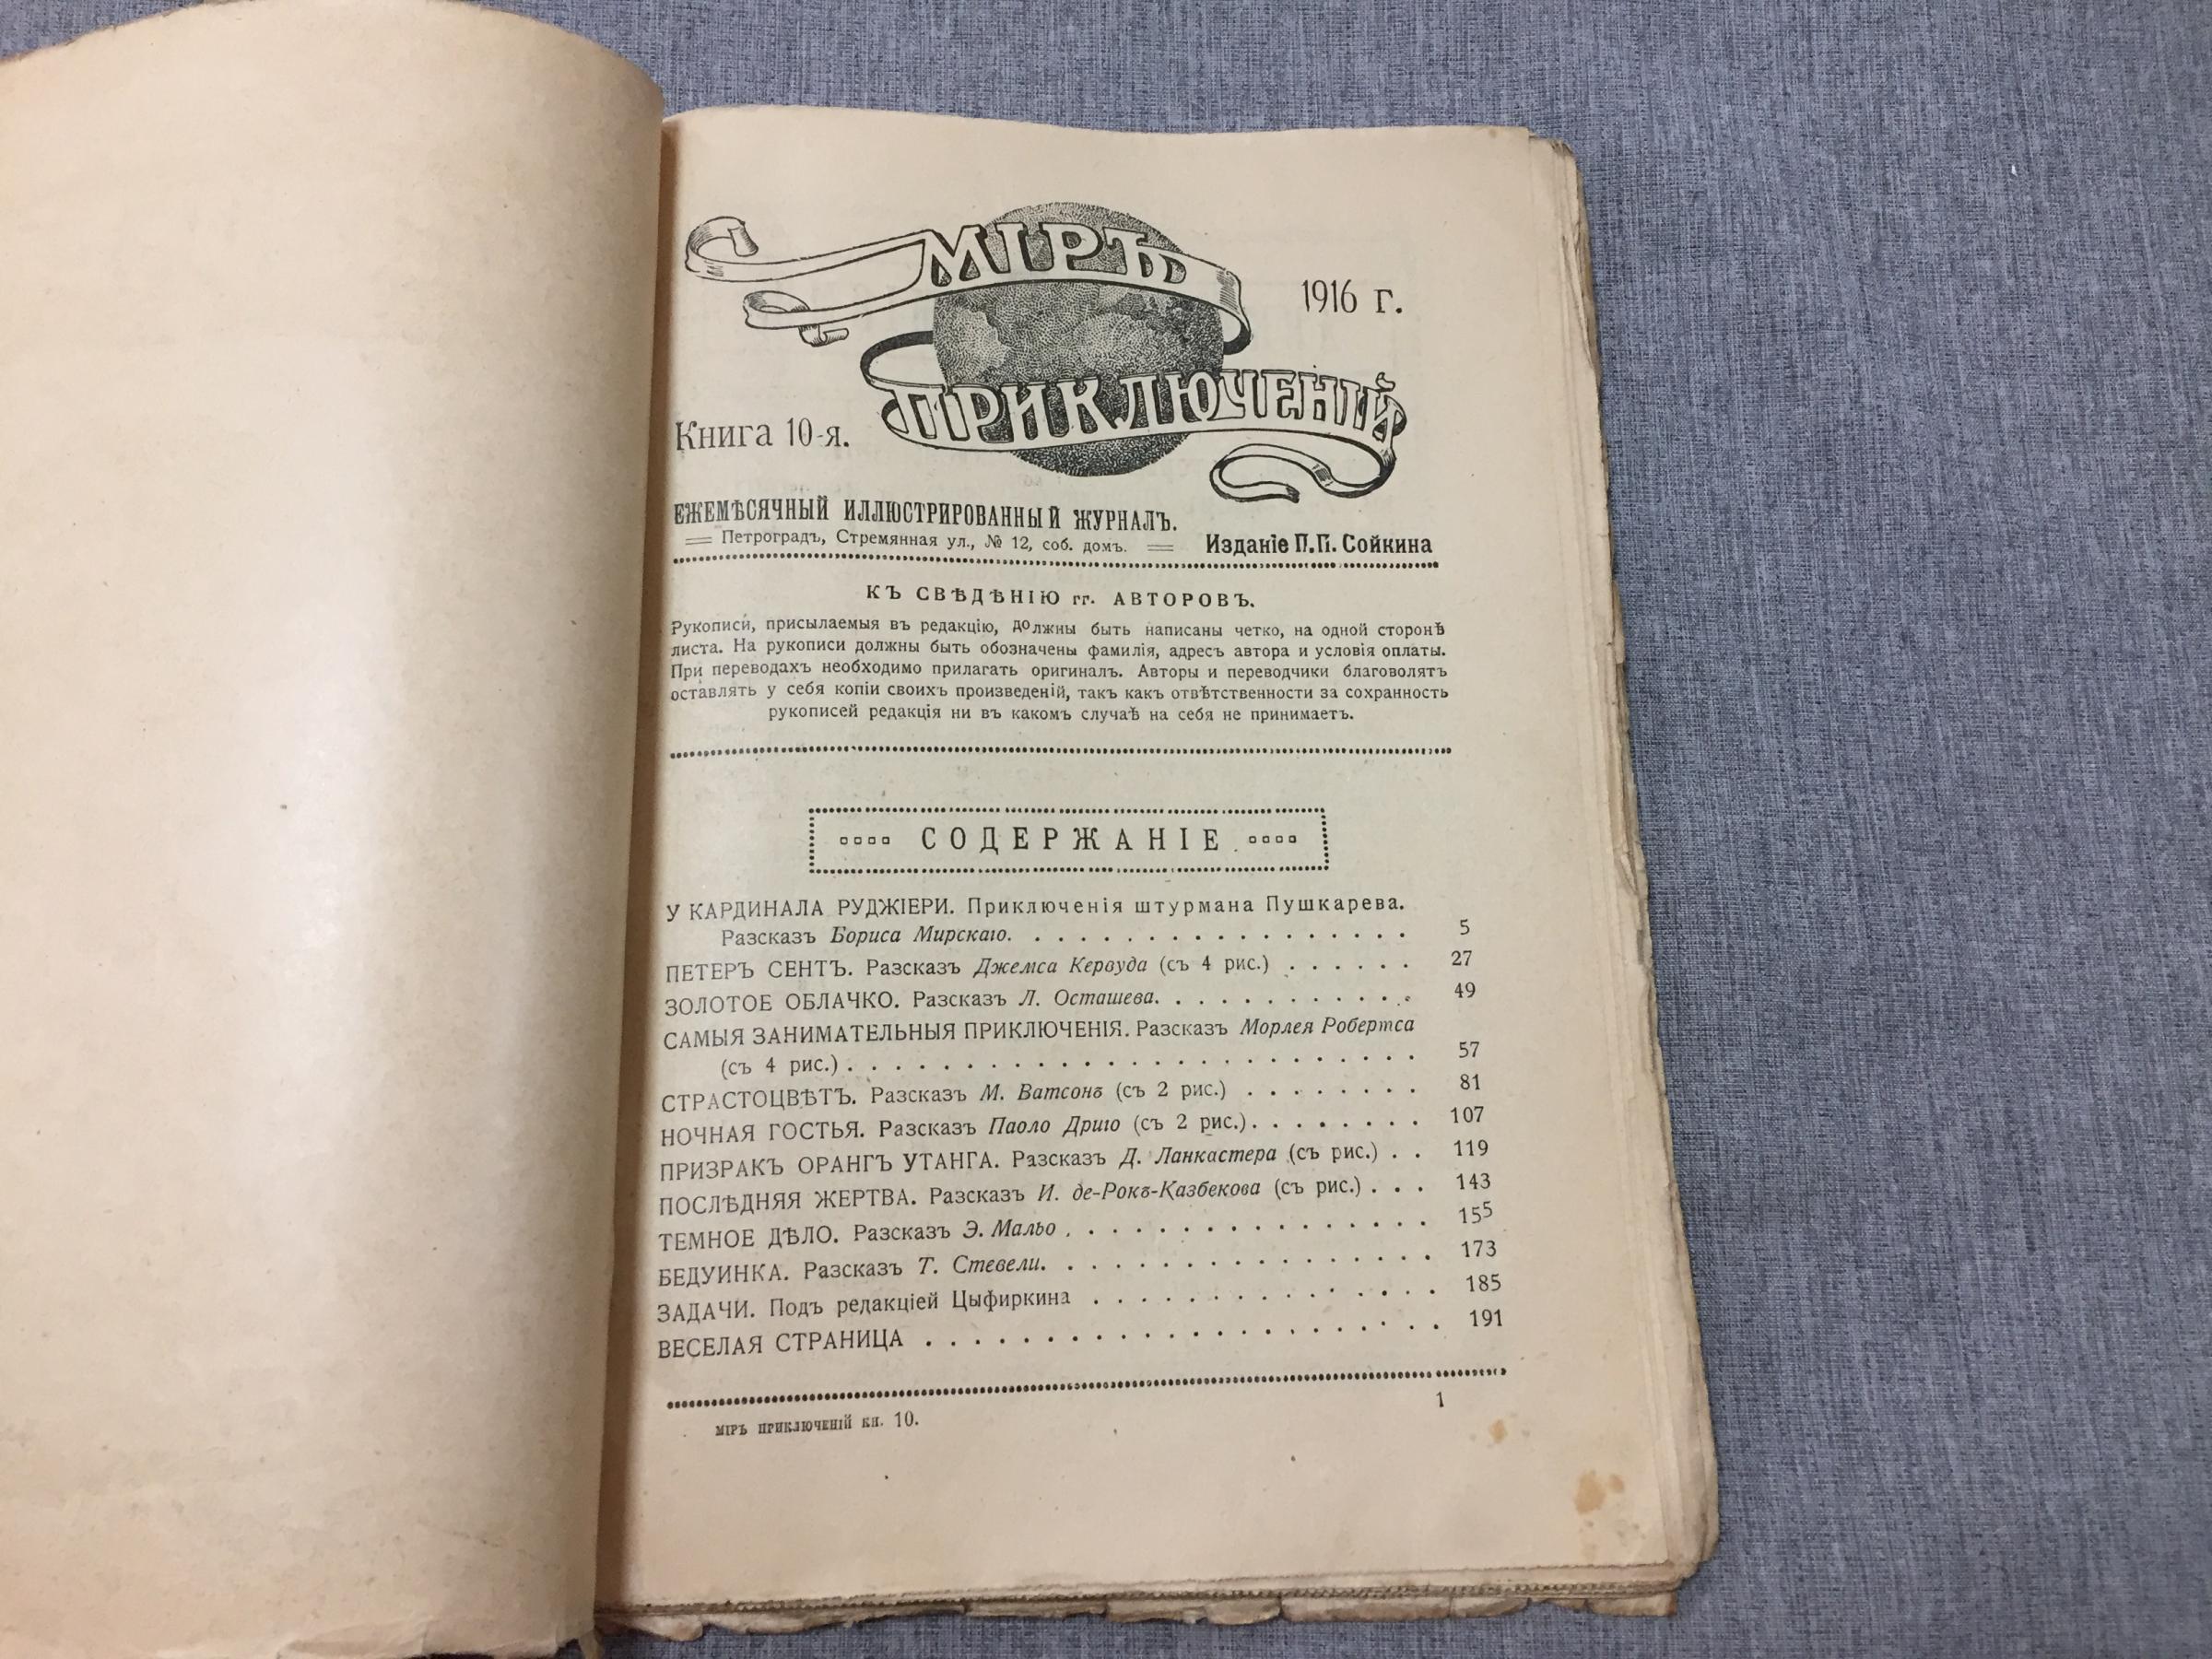 МІРЪ
1916 г.
ПРИКЛЮЧЕНІЙ
Книга 10-я.
ЕЖЕМѢСЯЧНЫЙ ИЛЛЮСТРИРОВАННЫЙ ЖУРНАЛЪ.
Петроградъ, Стремянная ул., № 12, соб. домъ.
Изданіе П.П. Сойкина
КЪ СВѢДѢНІЮ гг. АВТОРОВЪ.
Рукописи, присылаемыя въ редакцію, должны быть написаны четко, на одной сторонѣ
листа. На рукописи должны быть обозначены фамилія, адресъ автора и условія оплаты.
При переводахъ необходимо прилагать оригиналъ. Авторы и переводчики благоволятъ
оставлять у себя копіи своихъ произведеній, такъ какъ отвѣтственности за сохранность
рукописей редакція ни въ какомъ случаѣ на себя не принимаетъ.
СОДЕРЖАНІЕ
У КАРДИНАЛА РУДЖІЕРИ. Приключенія штурмана Пушкарева.
Разсказъ Бориса Мирскаго. . . . . . . . . . . . . . . . . . 5
ПЕТЕРЪ СЕНТЪ. Разсказъ Джемса Кервуда (съ 4 рис.) . . . . . . 27
ЗОЛОТОЕ ОБЛАЧКО. Разсказъ Л. Осташева. . . . . . . . . . . 49
САМЫЯ ЗАНИМАТЕЛЬНЫЯ ПРИКЛЮЧЕНІЯ. Разсказъ Морлея Робертса
(съ 4 рис.) . . . . . . . . . . . . . . . . . . . . . . . . 57
СТРАСТОЦВѢТЪ. Разсказъ М. Ватсонъ (съ 2 рис.) . . . . . . . . 81
НОЧНАЯ ГОСТЬЯ. Разсказъ Паоло Дриго (съ 2 рис.). . . . . . . . 107
ПРИЗРАКЪ ОРАНГЪ УТАНГА. Разсказъ Д. Ланкастера (съ рис.) . . 119
ПОСЛѢДНЯЯ ЖЕРТВА. Разсказъ И. де-Рокъ-Казбекова (съ рис.) . . . 143
ТЕМНОЕ ДѢЛО. Разсказъ Э. Мальо . . . . . . . . . . . . . . . 155
БЕДУИНКА. Разсказъ Т. Стевели. . . . . . . . . . . . . . . . 173
ЗАДАЧИ. Подъ редакціей Цыфиркина . . . . . . . . . . . . . . 185
ВЕСЕЛАЯ СТРАНИЦА . . . . . . . . . . . . . . . . . . . . . . 191
1
МІРЪ ПРИКЛЮЧЕНІЙ КН. 10.